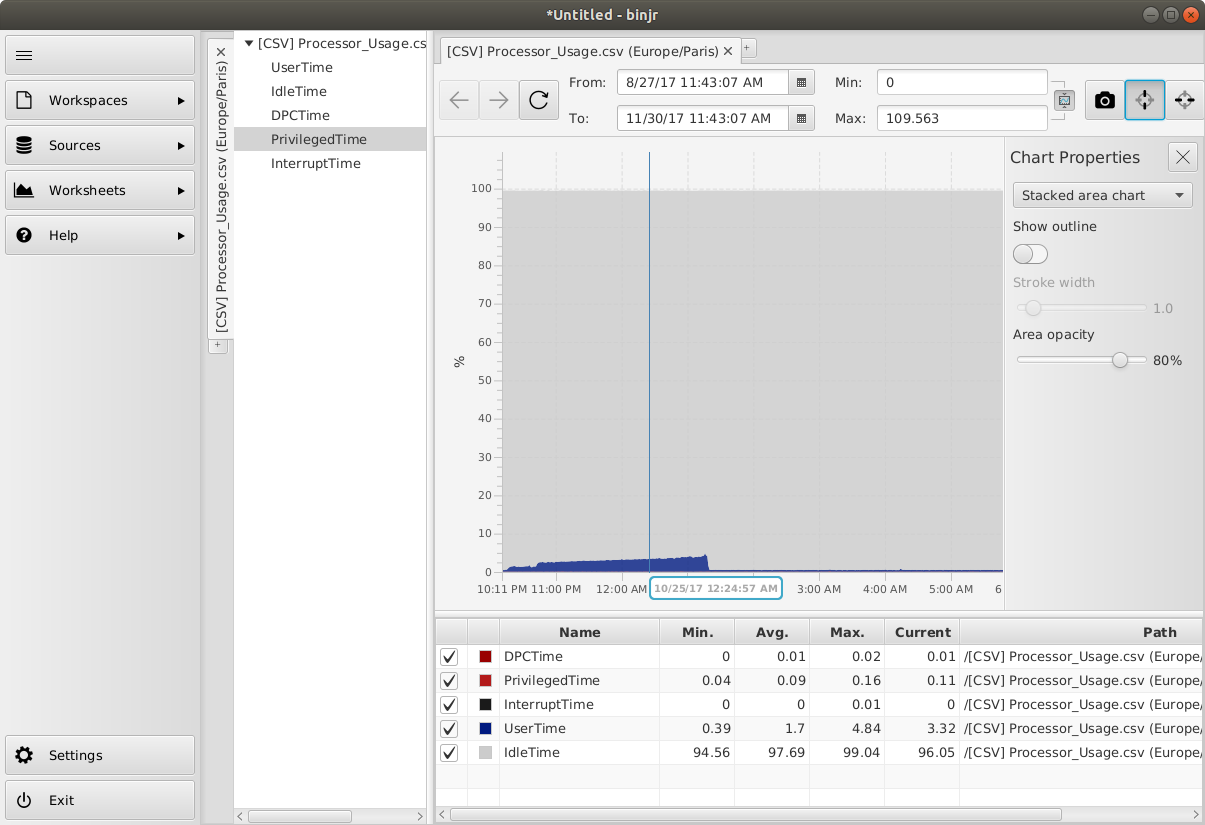 *Untitled - binjr
Workspaces
Sources
Worksheets
Help
Settings
Exit
[CSV] Processor_Usage.csv (Europe/Paris)
+
[CSV] Processor_Usage.cs
UserTime
IdleTime
DPCTime
PrivilegedTime
InterruptTime
[CSV] Processor_Usage.csv (Europe/Paris)
+
From: 8/27/17 11:43:07 AM Min: 0
To: 11/30/17 11:43:07 AM Max: 109.563
%
100
90
80
70
60
50
40
30
20
10
0
10:11 PM 11:00 PM 12:00 AM 10/25/17 12:24:57 AM 3:00 AM 4:00 AM 5:00 AM 6
Chart Properties
Stacked area chart
Show outline
Stroke width
1.0
Area opacity
80%
Name Min. Avg. Max. Current Path
DPCTime 0 0.01 0.02 0.01 /[CSV] Processor_Usage.csv (Europe/
PrivilegedTime 0.04 0.09 0.16 0.11 /[CSV] Processor_Usage.csv (Europe/
InterruptTime 0 0 0.01 0 /[CSV] Processor_Usage.csv (Europe/
UserTime 0.39 1.7 4.84 3.32 /[CSV] Processor_Usage.csv (Europe/
IdleTime 94.56 97.69 99.04 96.05 /[CSV] Processor_Usage.csv (Europe/